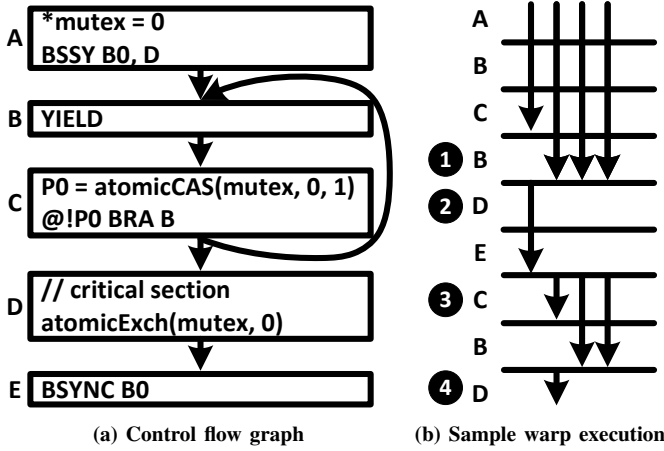 A
*mutex = 0
BSSY B0, D
B
YIELD
C
P0 = atomicCAS(mutex, 0, 1)
@!P0 BRA B
D
// critical section
atomicExch(mutex, 0)
E
BSYNC B0
(a) Control flow graph
A
B
C
1 B
2 D
E
3 C
B
4 D
(b) Sample warp execution